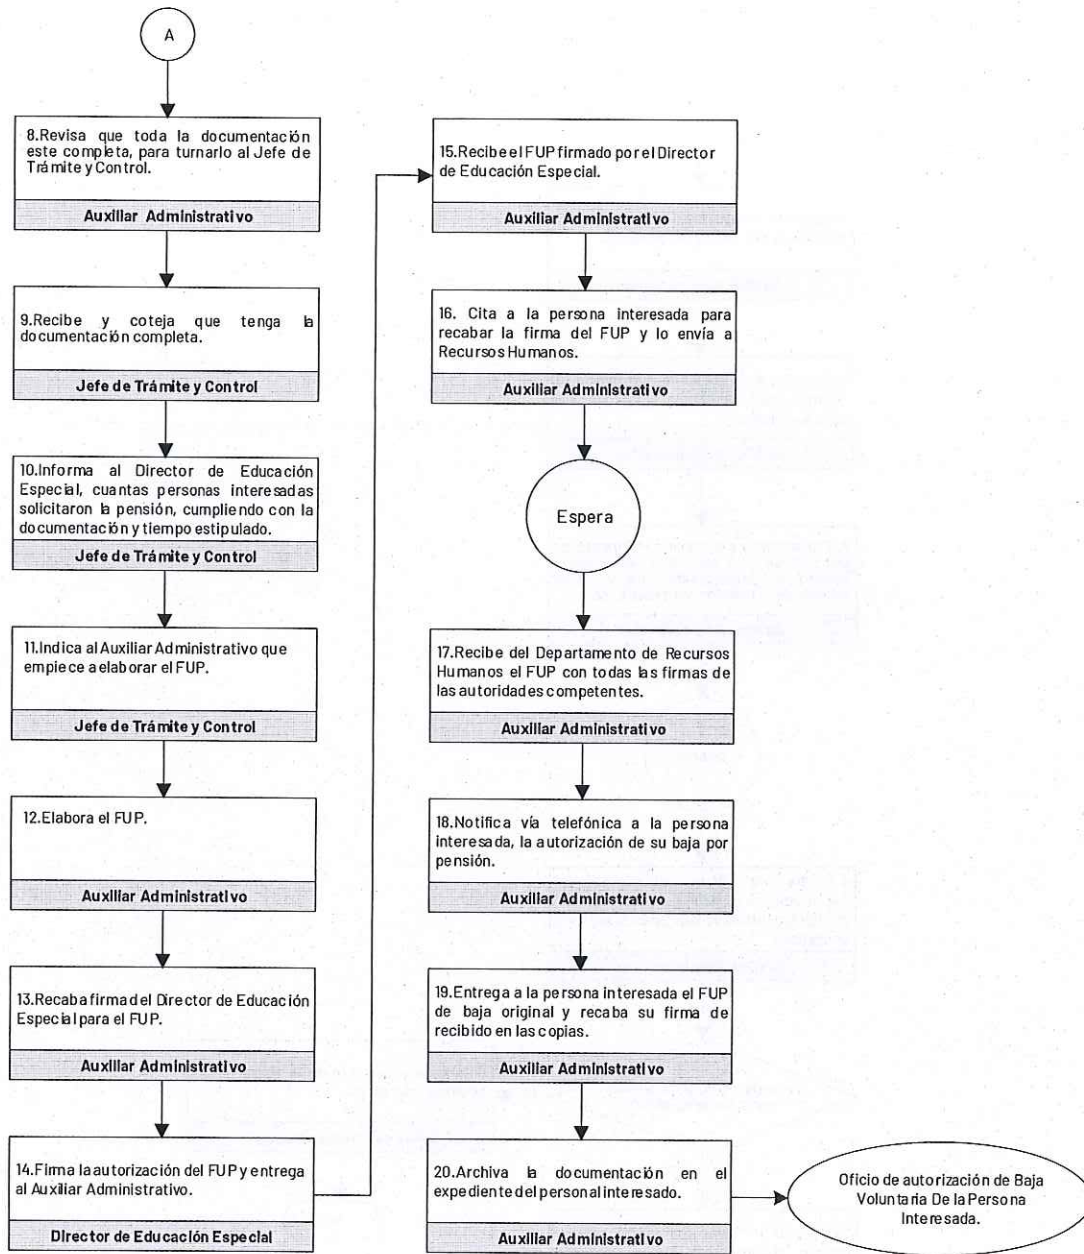 A
8.Revisa que toda la documentación
este completa, para turnarlo al Jefe de
Trámite y Control.
Auxiliar Administrativo
9.Recibe y coteja que tenga la
documentación completa.
Jefe de Trámite y Control
10.Informa al Director de Educación
Especial, cuantas personas interesadas
solicitaron la pensión, cumpliendo con la
documentación y tiempo estipulado.
Jefe de Trámite y Control
11.Indica al Auxiliar Administrativo que
empiece a elaborar el FUP.
Jefe de Trámite y Control
12.Elabora el FUP.
Auxiliar Administrativo
13.Recaba firma del Director de Educación
Especial para el FUP.
Auxiliar Administrativo
14.Firma la autorización del FUP y entrega
al Auxiliar Administrativo.
Director de Educación Especial
15.Recibe el FUP firmado por el Director
de Educación Especial.
Auxiliar Administrativo
16. Cita a la persona interesada para
recabar la firma del FUP y lo envía a
Recursos Humanos.
Auxiliar Administrativo
Espera
17.Recibe del Departamento de Recursos
Humanos el FUP con todas las firmas de
las autoridades competentes.
Auxiliar Administrativo
18.Notifica vía telefónica a la persona
interesada, la autorización de su baja por
pensión.
Auxiliar Administrativo
19.Entrega a la persona interesada el FUP
de baja original y recaba su firma de
recibido en las copias.
Auxiliar Administrativo
20.Archiva la documentación en el
expediente del personal interesado.
Auxiliar Administrativo
Oficio de autorización de Baja
Voluntaria De la Persona
Interesada.